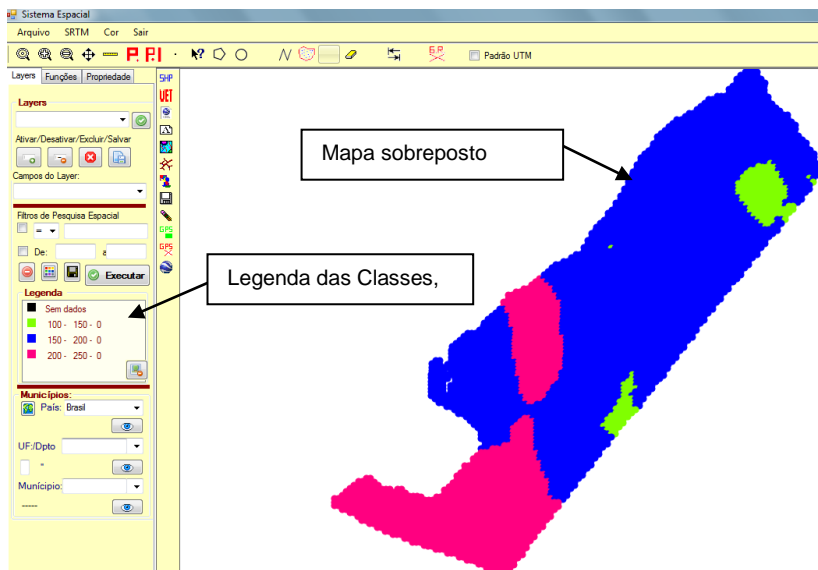 Sistema Espacial
Arquivo SRTM Cor Sair
P. P.I G.P. Padrão UTM
Layers Funções Propriedade
SHP
Layers
Ativar/Desativar/Excluir/Salvar
Campos do Layer:
Filtros de Pesquisa Espacial
=
De: a
Executar
Legenda
Sem dados
100 - 150 - 0
150 - 200 - 0
200 - 250 - 0
Municípios:
País: Brasil
UF:/Dpto
*
Município:
-----
GPS
GPS
Mapa sobreposto
Legenda das Classes,